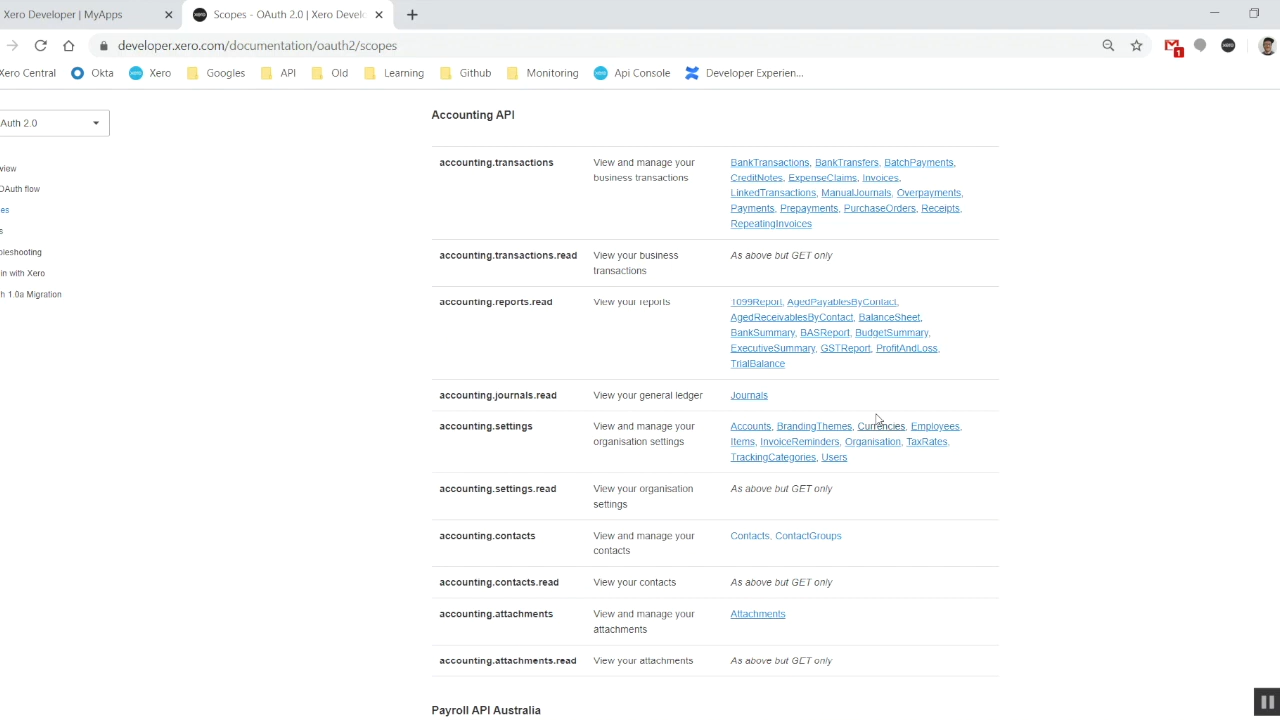 Xero Developer | MyApps
Scopes - OAuth 2.0 | Xero Develo
developer.xero.com/documentation/oauth2/scopes
1
xero
Xero Central
Okta
Xero
Googles
API
Old
Learning
Github
Monitoring
Api Console
Developer Experien...
Auth 2.0
view
OAuth flow
es
s
bleshooting
in with Xero
h 1.0a Migration
Accounting API
accounting.transactions
View and manage your
business transactions
BankTransactions, BankTransfers, BatchPayments,
CreditNotes, ExpenseClaims, Invoices,
LinkedTransactions, ManualJournals, Overpayments,
Payments, Prepayments, PurchaseOrders, Receipts,
RepeatingInvoices
accounting.transactions.read
View your business
transactions
As above but GET only
accounting.reports.read
View your reports
1099Report, AgedPayablesByContact,
AgedReceivablesByContact, BalanceSheet,
BankSummary, BASReport, BudgetSummary,
ExecutiveSummary, GSTReport, ProfitAndLoss,
TrialBalance
accounting.journals.read
View your general ledger
Journals
accounting.settings
View and manage your
organisation settings
Accounts, BrandingThemes, Currencies, Employees,
Items, InvoiceReminders, Organisation, TaxRates,
TrackingCategories, Users
accounting.settings.read
View your organisation
settings
As above but GET only
accounting.contacts
View and manage your
contacts
Contacts, ContactGroups
accounting.contacts.read
View your contacts
As above but GET only
accounting.attachments
View and manage your
attachments
Attachments
accounting.attachments.read
View your attachments
As above but GET only
Payroll API Australia